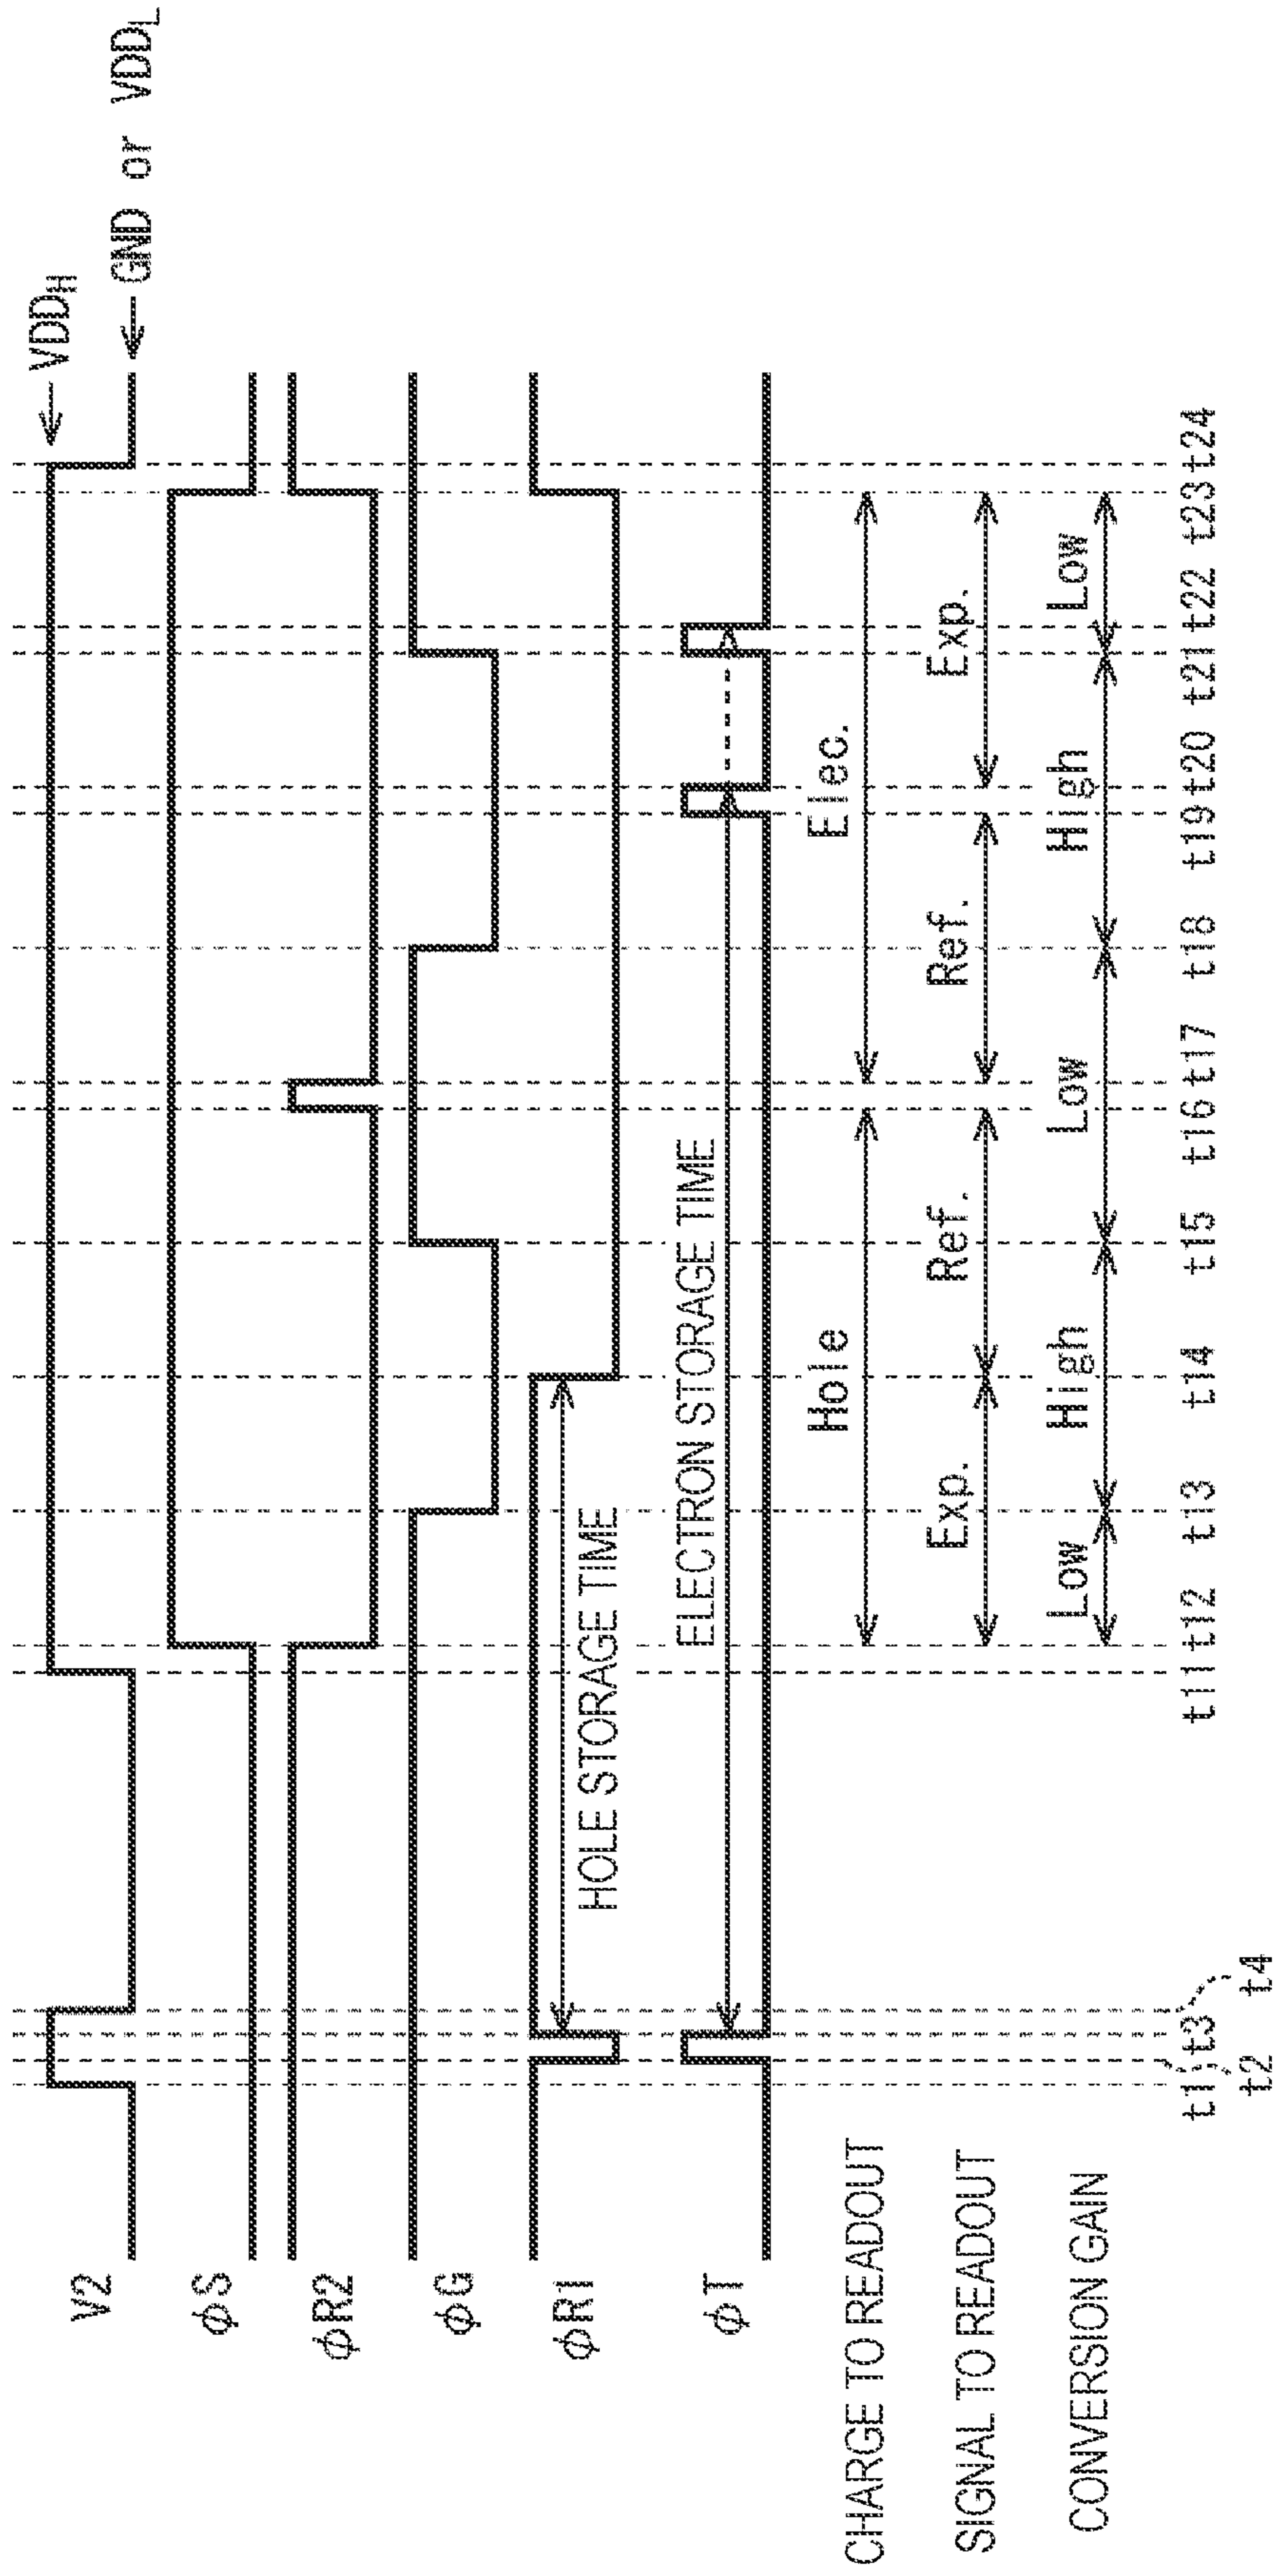 VDDH
GND or VDDL
V2
φS
φR2
φG
φR1
HOLE STORAGE TIME
φT
ELECTRON STORAGE TIME
CHARGE TO READOUT
Hole
Elec.
SIGNAL TO READOUT
Exp.
Ref.
Ref.
Exp.
CONVERSION GAIN
Low
High
Low
High
Low
t1 t3 t11 t12 t13 t14 t15 t16 t17 t18 t19 t20 t21 t22 t23 t24
t2 t4